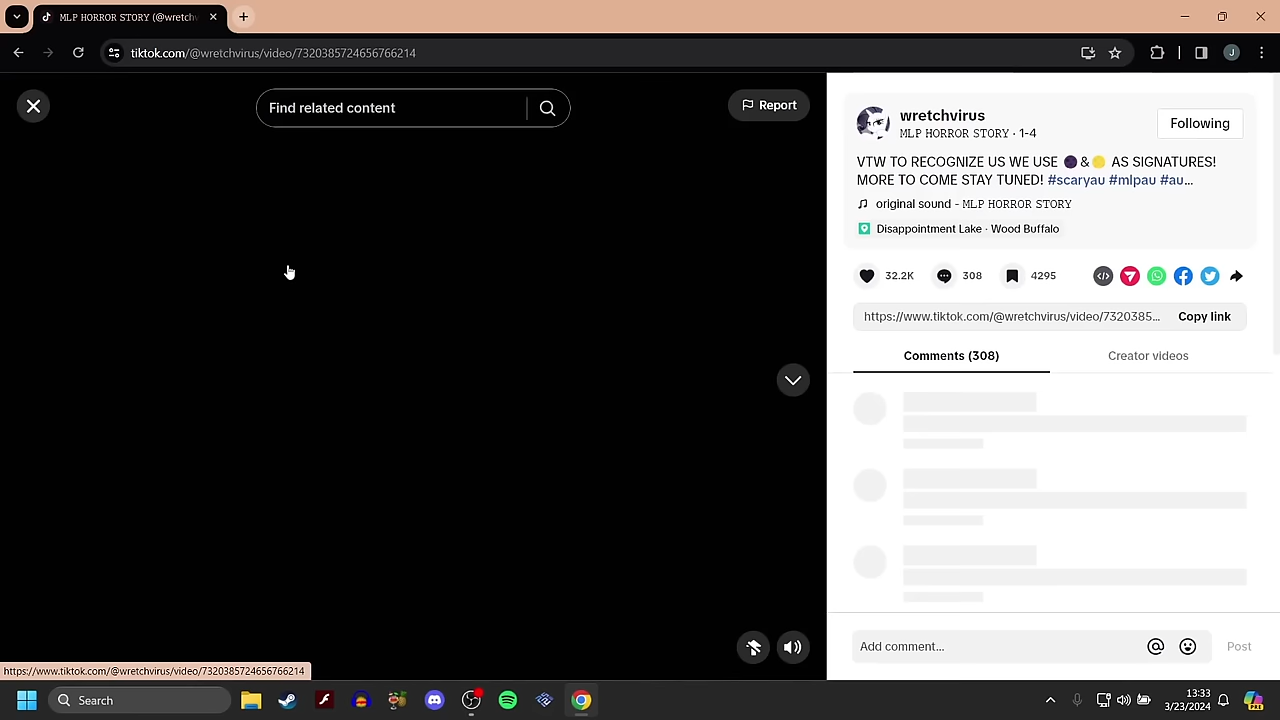 MLP HORROR STORY (@wretchv
tiktok.com/@wretchvirus/video/7320385724656766214
J
Find related content
Report
wretchvirus
MLP HORROR STORY · 1-4
Following
VTW TO RECOGNIZE US WE USE 🌑&🌕 AS SIGNATURES!
MORE TO COME STAY TUNED! #scaryau #mlpau #au...
original sound - MLP HORROR STORY
Disappointment Lake · Wood Buffalo
32.2K
308
4295
https://www.tiktok.com/@wretchvirus/video/7320385...
Copy link
Comments (308)
Creator videos
Add comment...
Post
https://www.tiktok.com/@wretchvirus/video/7320385724656766214
Search
13:33
3/23/2024
PRE